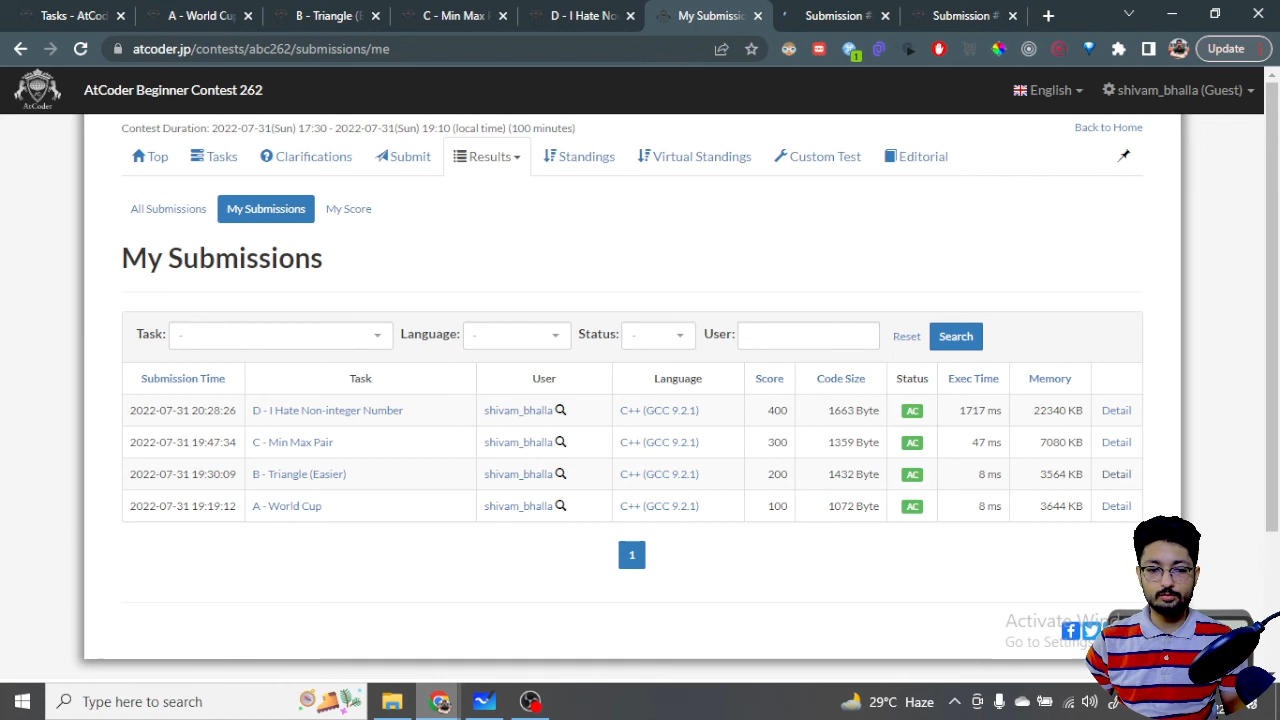 Tasks - AtCod
A - World Cup
B - Triangle (E
C - Min Max P
D - I Hate No
My Submissio
Submission #
Submission #
atcoder.jp/contests/abc262/submissions/me
1
Update
AtCoder
AtCoder Beginner Contest 262
English
shivam_bhalla (Guest)
Contest Duration: 2022-07-31(Sun) 17:30 - 2022-07-31(Sun) 19:10 (local time) (100 minutes)
Back to Home
Top Tasks Clarifications Submit Results Standings Virtual Standings Custom Test Editorial
All Submissions My Submissions My Score
My Submissions
Task: - Language: - Status: - User: Reset Search
Submission Time Task User Language Score Code Size Status Exec Time Memory
2022-07-31 20:28:26 D - I Hate Non-integer Number shivam_bhalla C++ (GCC 9.2.1) 400 1663 Byte AC 1717 ms 22340 KB Detail
2022-07-31 19:47:34 C - Min Max Pair shivam_bhalla C++ (GCC 9.2.1) 300 1359 Byte AC 47 ms 7080 KB Detail
2022-07-31 19:30:09 B - Triangle (Easier) shivam_bhalla C++ (GCC 9.2.1) 200 1432 Byte AC 8 ms 3564 KB Detail
2022-07-31 19:19:12 A - World Cup shivam_bhalla C++ (GCC 9.2.1) 100 1072 Byte AC 8 ms 3644 KB Detail
1
Activate Wind
Go to Settings
Type here to search
29°C Haze